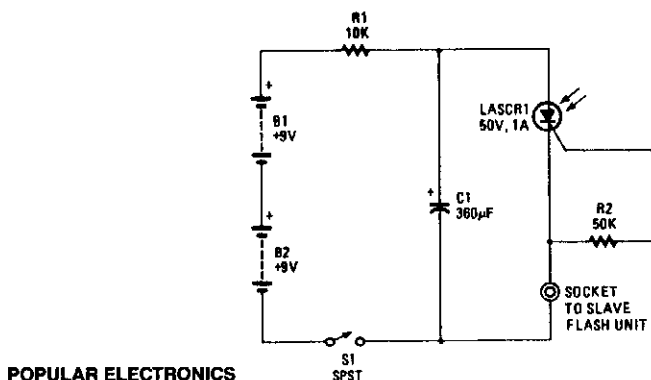 R1
10K
+
B1
+9V
+
B2
+9V
+
C1
360µF
LASCR1
50V, 1A
R2
50K
SOCKET
TO SLAVE
FLASH UNIT
S1
SPST
POPULAR ELECTRONICS